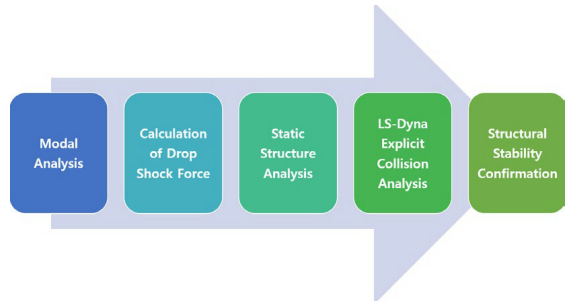 Modal
Analysis
Calculation
of Drop
Shock Force
Static
Structure
Analysis
LS-Dyna
Explicit
Collision
Analysis
Structural
Stability
Confirmation